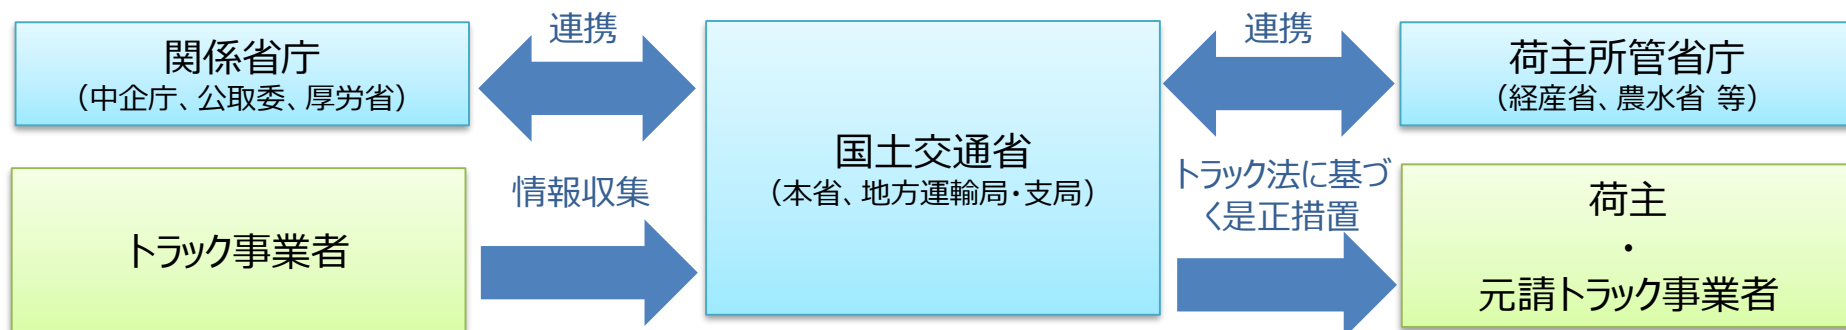 関係省庁
（中企庁、公取委、厚労省）
連携
国土交通省
（本省、地方運輸局・支局）
連携
荷主所管省庁
（経産省、農水省 等）
トラック事業者
情報収集
トラック法に基づ
く是正措置
荷主
・
元請トラック事業者